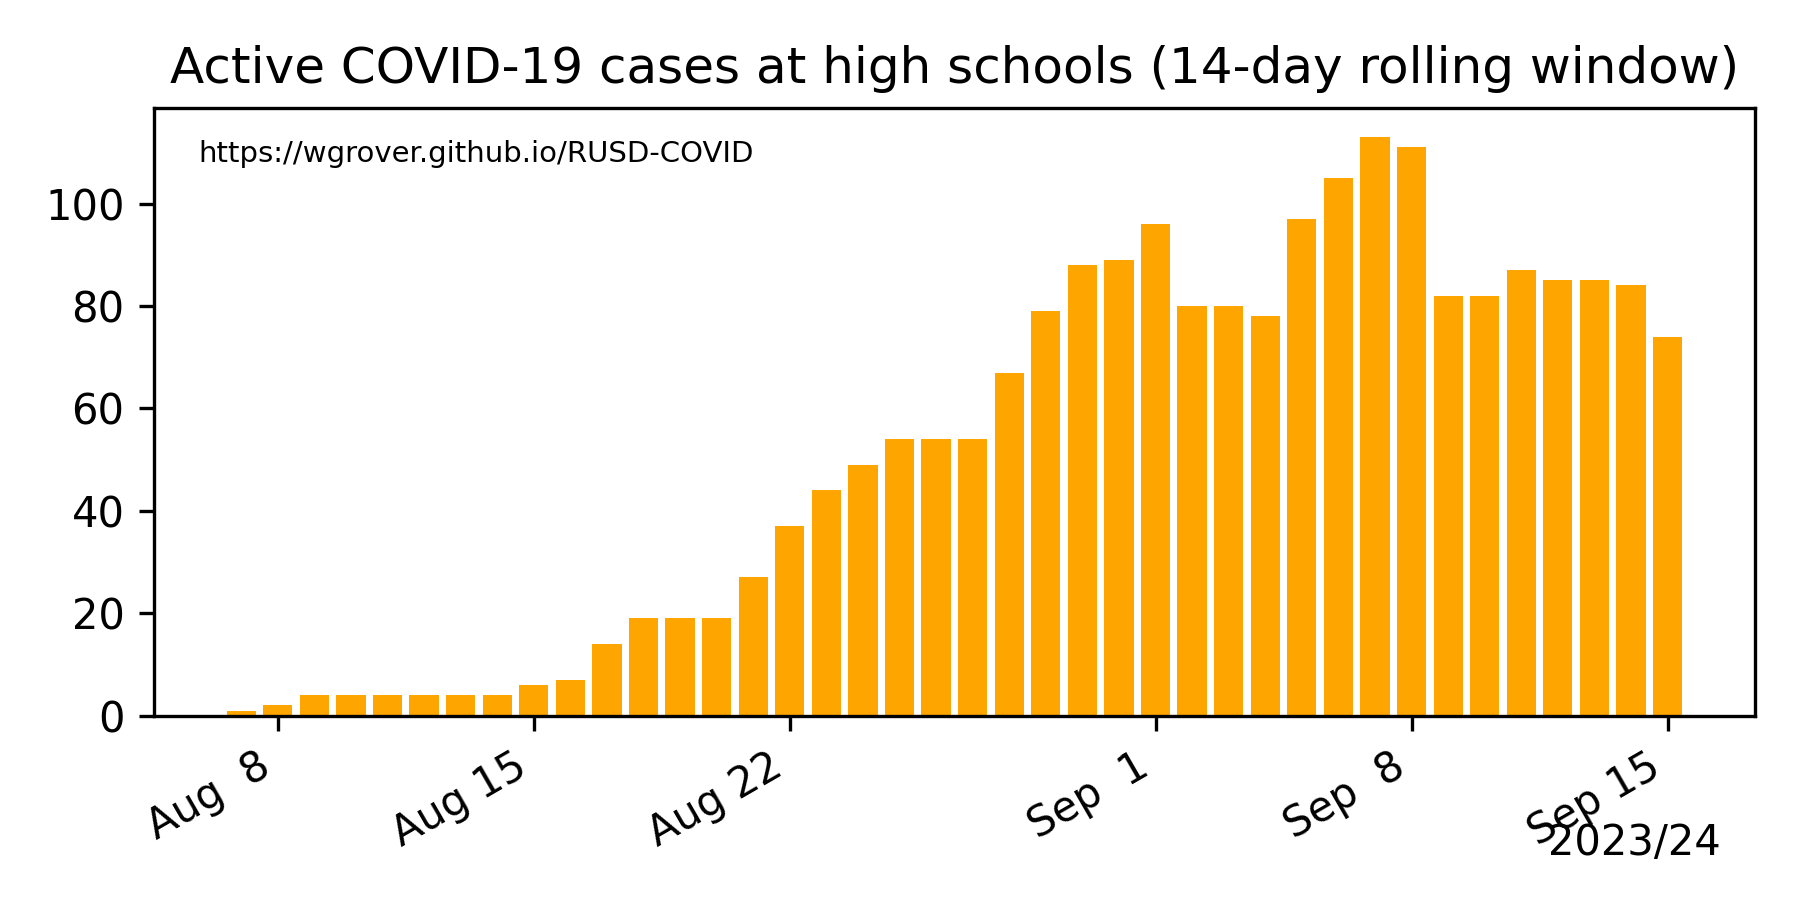 Active COVID-19 cases at high schools (14-day rolling window)
https://wgrover.github.io/RUSD-COVID
100
80
60
40
20
0
Aug 8
Aug 15
Aug 22
Sep 1
Sep 8
Sep 15
2023/24